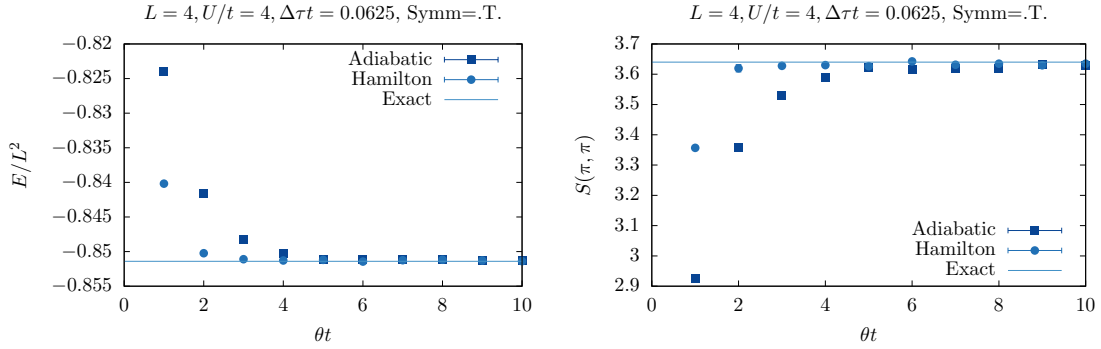 L = 4, U/t = 4, Δτt = 0.0625, Symm=.T.
−0.82
−0.825
−0.83
−0.835
−0.84
−0.845
−0.85
−0.855
E/L²
0 2 4 6 8 10
θt
Adiabatic
Hamilton
Exact
L = 4, U/t = 4, Δτt = 0.0625, Symm=.T.
3.7
3.6
3.5
3.4
3.3
3.2
3.1
3
2.9
S(π, π)
0 2 4 6 8 10
θt
Adiabatic
Hamilton
Exact